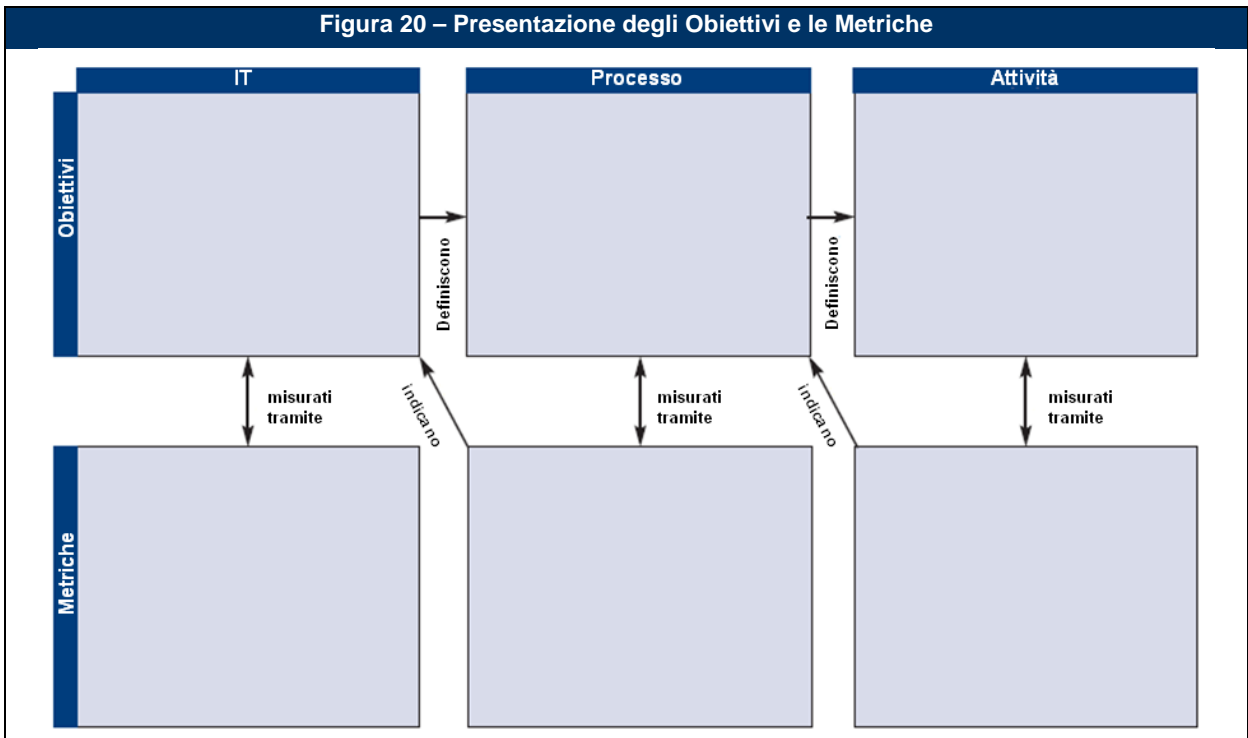 Figura 20 – Presentazione degli Obiettivi e le Metriche
IT
Processo
Attività
Obiettivi
Definiscono
Definiscono
misurati
tramite
indicano
misurati
tramite
indicano
misurati
tramite
Metriche